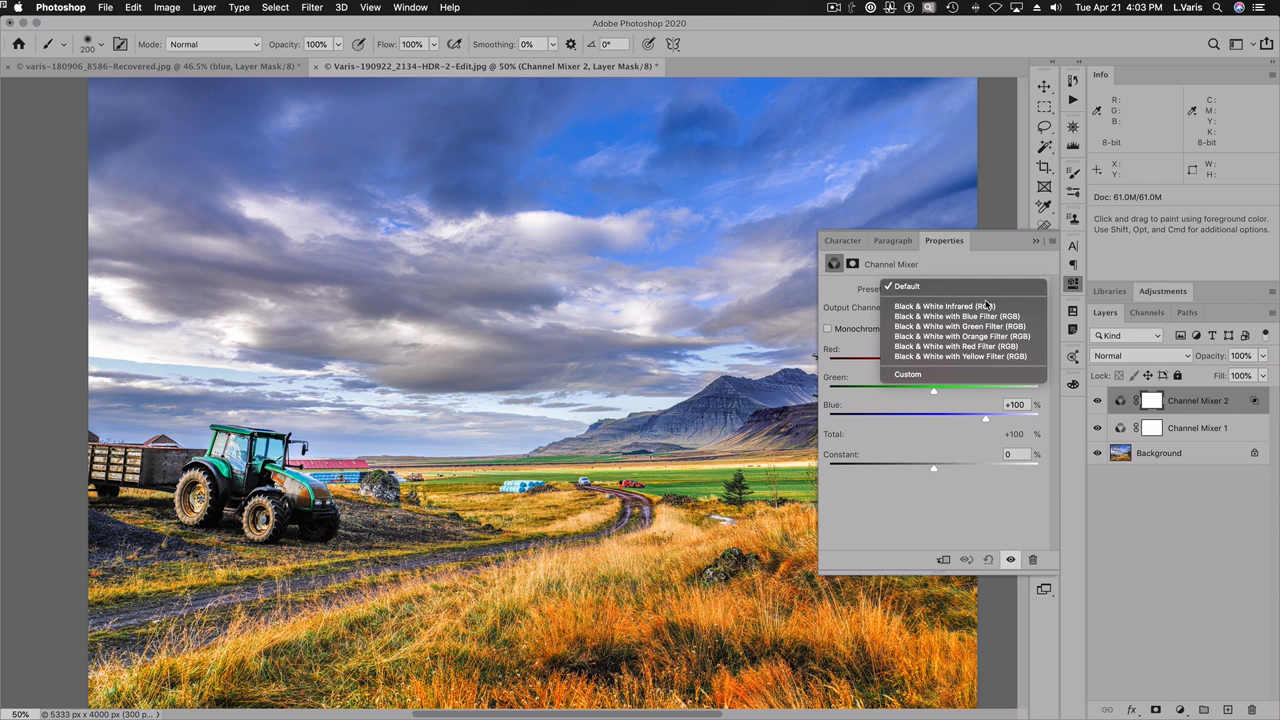 Photoshop File Edit Image Layer Type Select Filter 3D View Window Help Tue Apr 21 4:03 PM L.Varis
Adobe Photoshop 2020
200 Mode: Normal Opacity: 100% Flow: 100% Smoothing: 0% 0°
× varis-180906_8586-Recovered.jpg @ 46.5% (blue, Layer Mask/8) * × © Varis-190922_2134-HDR-2-Edit.jpg @ 50% (Channel Mixer 2, Layer Mask/8) *
Info
R: C:
G: M:
B: Y:
K:
8-bit 8-bit
X: W:
Y: H:
Doc: 61.0M/61.0M
Click and drag to paint using foreground color.
Use Shift, Opt, and Cmd for additional options.
Character Paragraph Properties
Channel Mixer
Preset
Default
Output Channe
Black & White Infrared (RGB)
Black & White with Blue Filter (RGB)
Monochrom
Black & White with Green Filter (RGB)
Black & White with Orange Filter (RGB)
Red:
Black & White with Red Filter (RGB)
Black & White with Yellow Filter (RGB)
Custom
Green:
Blue: +100 %
Total: +100 %
Constant: 0 %
Libraries Adjustments
Layers Channels Paths
Kind
Normal Opacity: 100%
Lock: Fill: 100%
Channel Mixer 2
Channel Mixer 1
Background
50% © 5333 px x 4000 px (300 p...